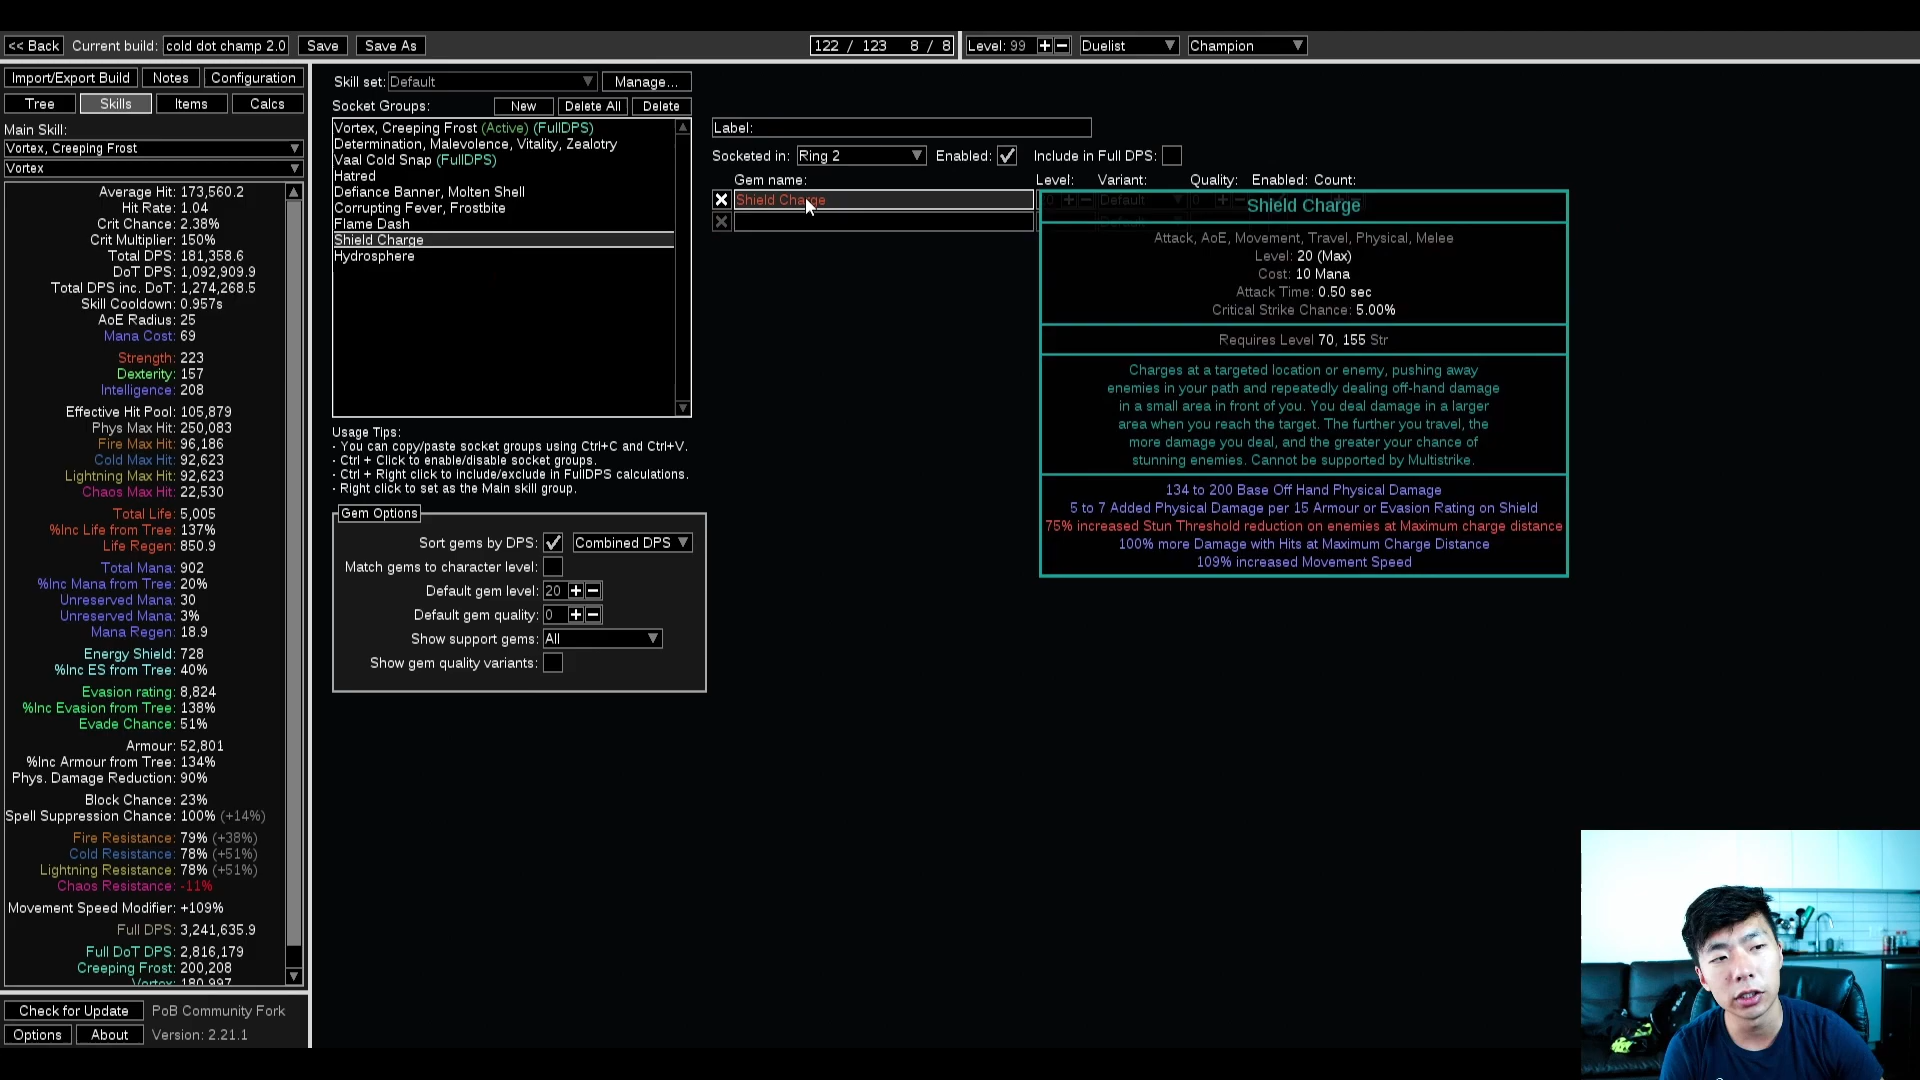 << Back Current build: cold dot champ 2.0 Save Save As 122 / 123 8 / 8 Level: 99 Duelist Champion
Import/Export Build Notes Configuration
Tree Skills Items Calcs
Main Skill:
Vortex, Creeping Frost
Vortex
Average Hit: 173,560.2
Hit Rate: 1.04
Crit Chance: 2.38%
Crit Multiplier: 150%
Total DPS: 181,358.6
DoT DPS: 1,092,909.9
Total DPS inc. DoT: 1,274,268.5
Skill Cooldown: 0.957s
AoE Radius: 25
Mana Cost: 69
Strength: 223
Dexterity: 157
Intelligence: 208
Effective Hit Pool: 105,879
Phys Max Hit: 250,083
Fire Max Hit: 96,186
Cold Max Hit: 92,623
Lightning Max Hit: 92,623
Chaos Max Hit: 22,530
Total Life: 5,005
%Inc Life from Tree: 137%
Life Regen: 850.9
Total Mana: 902
%Inc Mana from Tree: 20%
Unreserved Mana: 30
Unreserved Mana: 3%
Mana Regen: 18.9
Energy Shield: 728
%Inc ES from Tree: 40%
Evasion rating: 8,824
%Inc Evasion from Tree: 138%
Evade Chance: 51%
Armour: 52,801
%Inc Armour from Tree: 134%
Phys. Damage Reduction: 90%
Block Chance: 23%
Spell Suppression Chance: 100% (+14%)
Fire Resistance: 79% (+38%)
Cold Resistance: 78% (+51%)
Lightning Resistance: 78% (+51%)
Chaos Resistance: -11%
Movement Speed Modifier: +109%
Full DPS: 3,241,635.9
Full DoT DPS: 2,816,179
Creeping Frost: 200,208
Vortex: 180,997
Check for Update PoB Community Fork
Options About Version: 2.21.1
Skill set: Default Manage...
Socket Groups: New Delete All Delete
Vortex, Creeping Frost (Active) (FullDPS)
Determination, Malevolence, Vitality, Zealotry
Vaal Cold Snap (FullDPS)
Hatred
Defiance Banner, Molten Shell
Corrupting Fever, Frostbite
Flame Dash
Shield Charge
Hydrosphere
Usage Tips:
- You can copy/paste socket groups using Ctrl+C and Ctrl+V.
- Ctrl + Click to enable/disable socket groups.
- Ctrl + Right click to include/exclude in FullDPS calculations.
- Right click to set as the Main skill group.
Gem Options
Sort gems by DPS: Combined DPS
Match gems to character level:
Default gem level: 20
Default gem quality: 0
Show support gems: All
Show gem quality variants:
Label:
Socketed in: Ring 2 Enabled: Include in Full DPS:
Gem name: Level: Variant: Quality: Enabled: Count:
Shield Charge Default
Shield Charge
Attack, AoE, Movement, Travel, Physical, Melee
Level: 20 (Max)
Cost: 10 Mana
Attack Time: 0.50 sec
Critical Strike Chance: 5.00%
Requires Level 70, 155 Str
Charges at a targeted location or enemy, pushing away
enemies in your path and repeatedly dealing off-hand damage
in a small area in front of you. You deal damage in a larger
area when you reach the target. The further you travel, the
more damage you deal, and the greater your chance of
stunning enemies. Cannot be supported by Multistrike.
134 to 200 Base Off Hand Physical Damage
5 to 7 Added Physical Damage per 15 Armour or Evasion Rating on Shield
75% increased Stun Threshold reduction on enemies at Maximum charge distance
100% more Damage with Hits at Maximum Charge Distance
109% increased Movement Speed